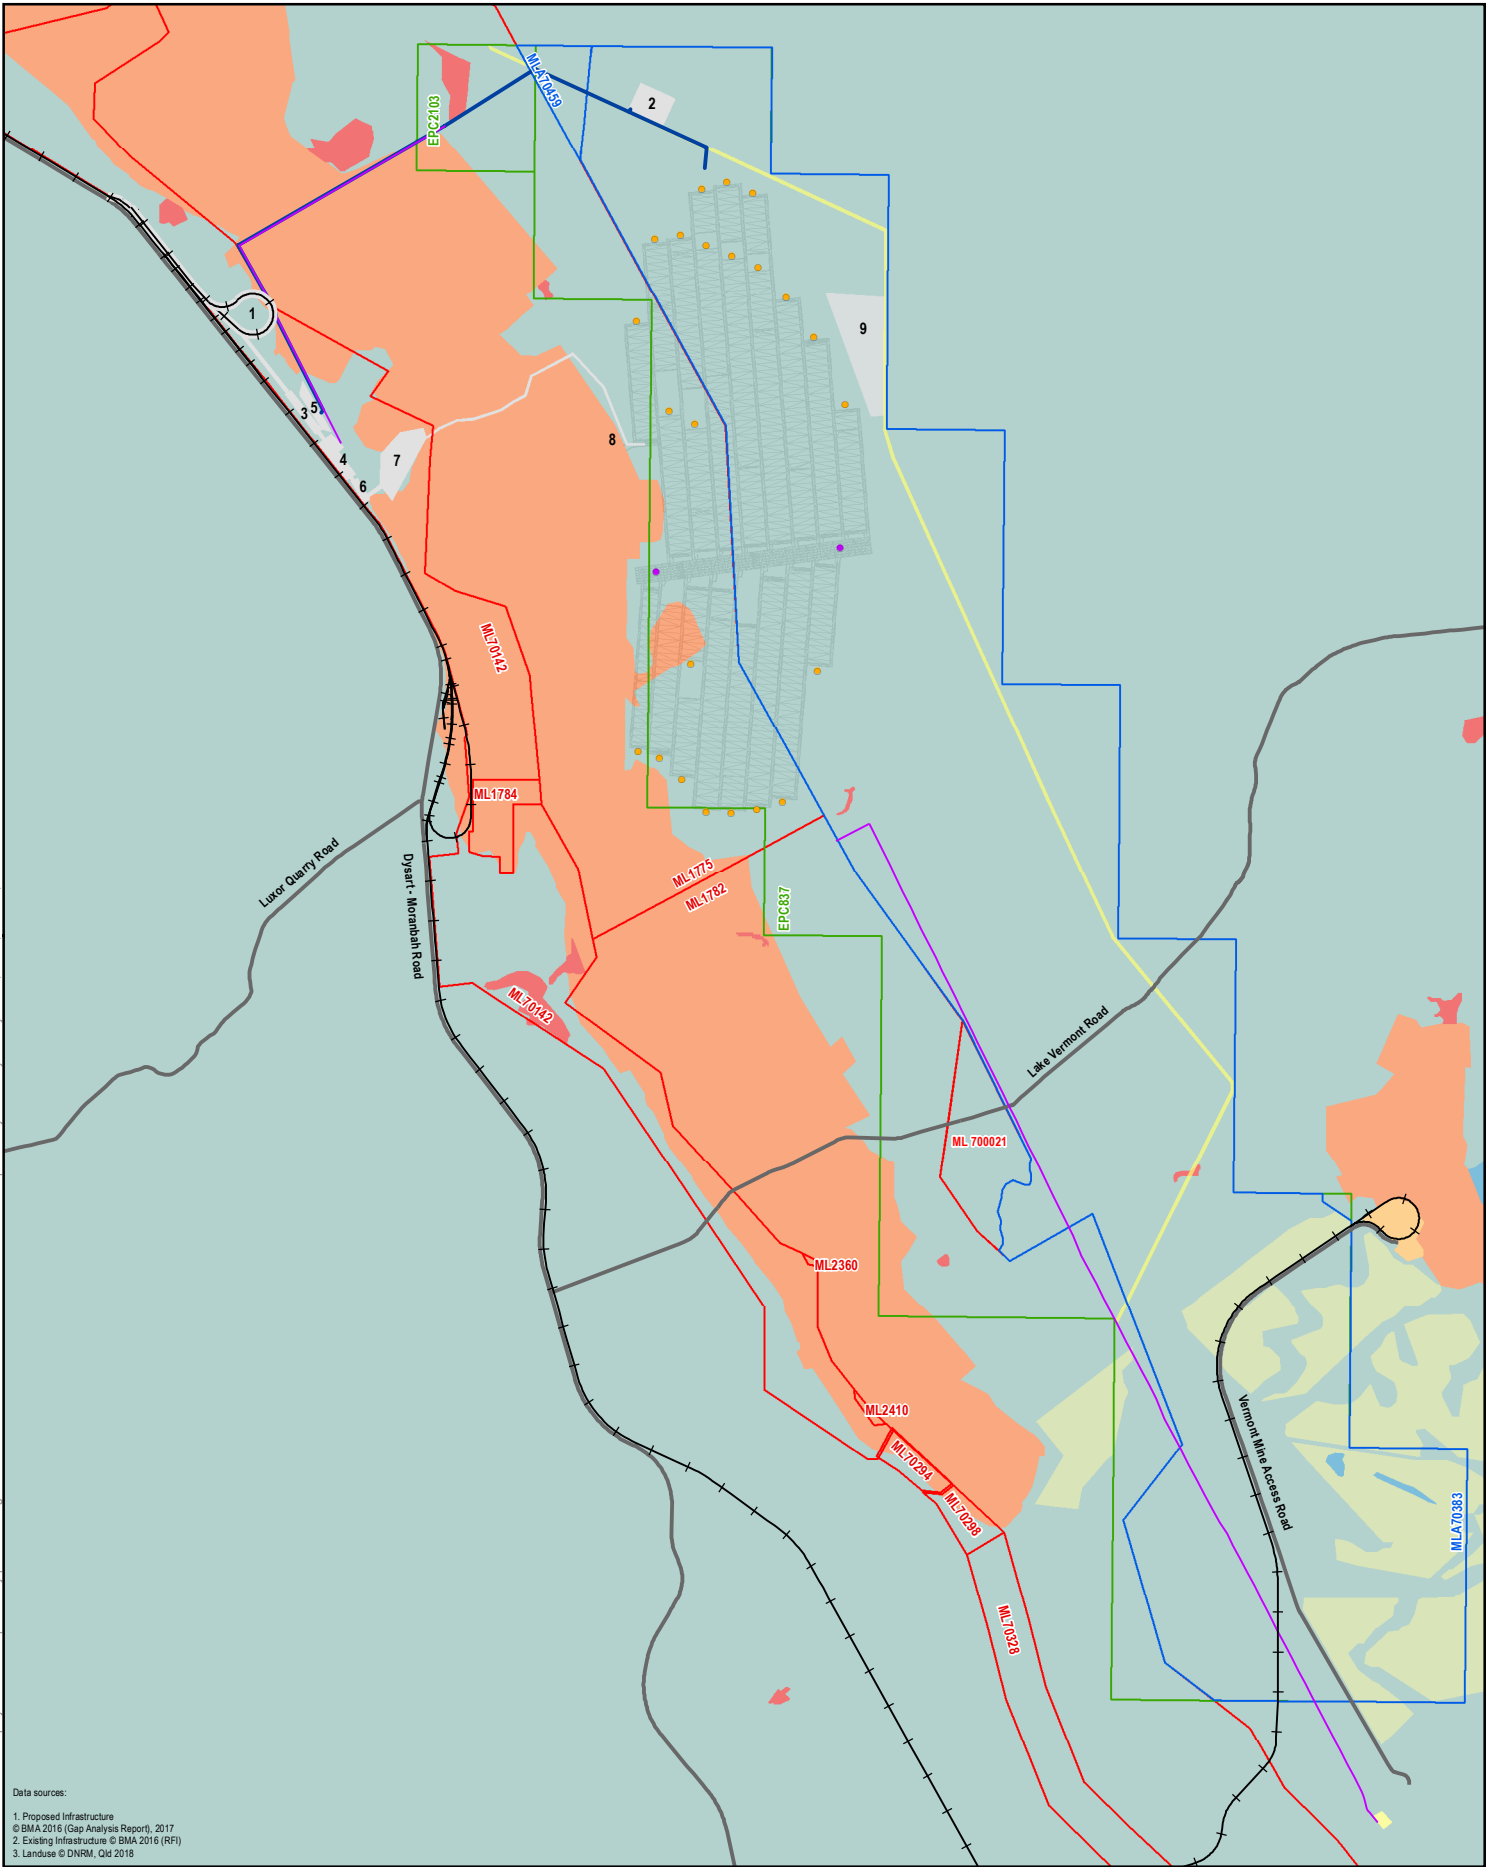 MLA70459
EPC2103
2
1
9
5
3
8
4
7
6
ML70142
ML1784
Luxor Quarry Road
Dysart - Moranbah Road
ML1775
ML1782
EPC837
ML70142
Lake Vermont Road
ML 700021
ML2360
ML2410
ML70294
ML70298
Vermont Mine Access Road
MLA70383
ML70328
Data sources:
1. Proposed Infrastructure
© BMA 2016 (Gap Analysis Report), 2017
2. Existing Infrastructure © BMA 2016 (RFI)
3. Landuse © DNRM, Qld 2018